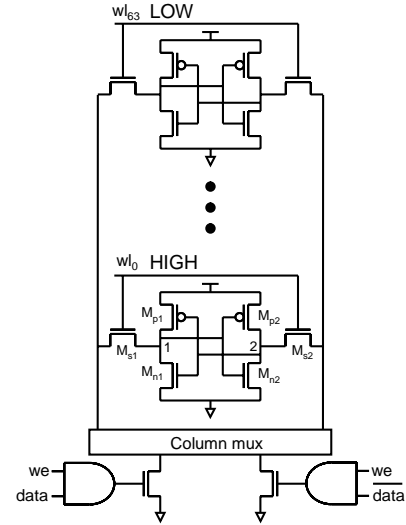 wl63 LOW
wl0 HIGH
Mp1 Mp2
Ms1 1 2 Ms2
Mn1 Mn2
Column mux
we we
data data